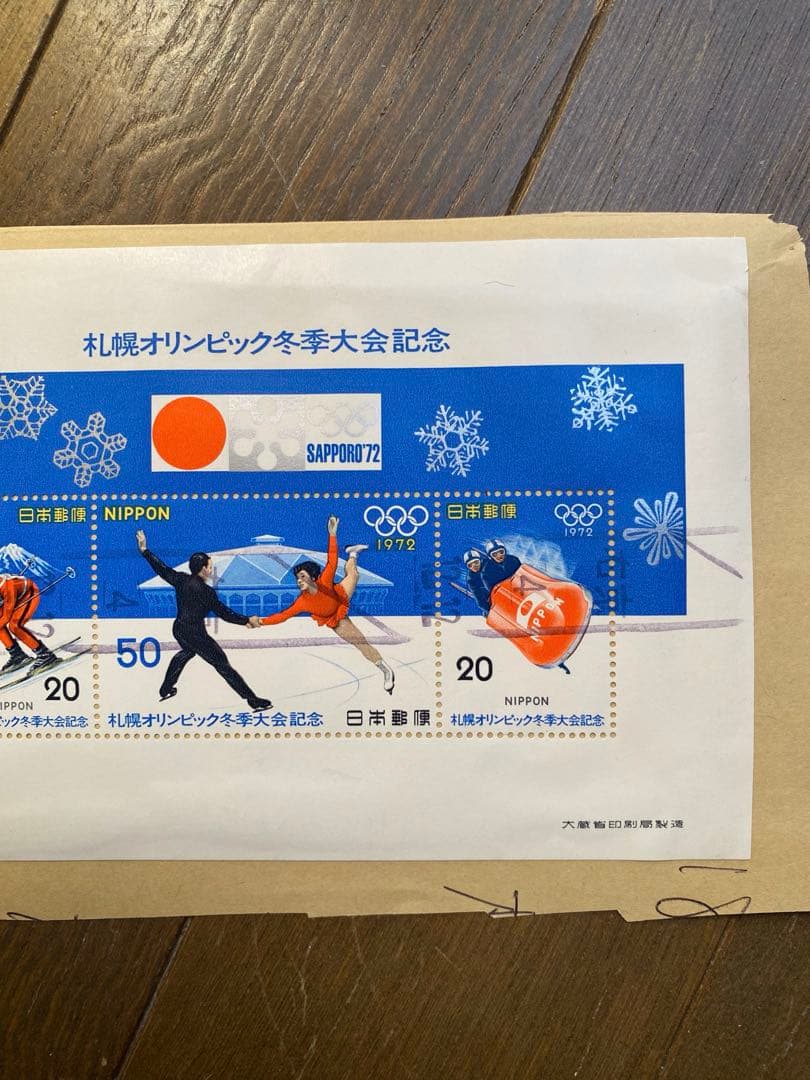 札幌オリンピック冬季大会記念
SAPPORO'72
日本郵便
20
IPPON
ック冬季大会記念
NIPPON
1972
50
札幌オリンピック冬季大会記念
日本郵便
日本郵便
1972
NIPPON
20
NIPPON
札幌オリンピック冬季大会記念
大蔵省印刷局製造